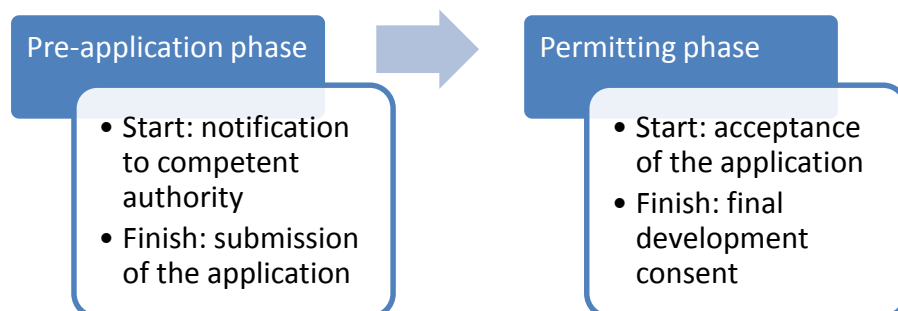 Pre-application phase
• Start: notification
to competent
authority
• Finish: submission
of the application
Permitting phase
• Start: acceptance
of the application
• Finish: final
development
consent